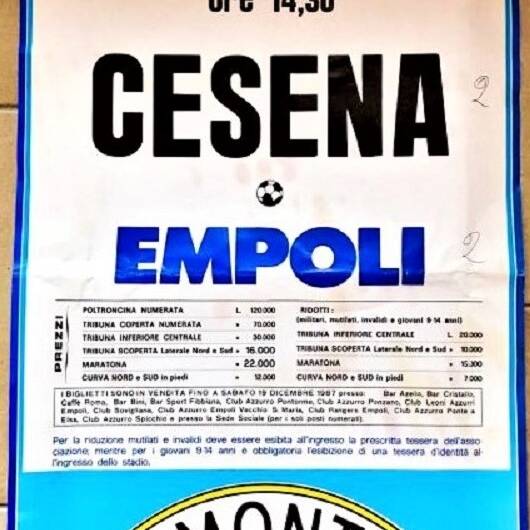 ore 14,30
CESENA 2
EMPOLI 2
PREZZI
POLTRONCINA NUMERATA L. 120.000
TRIBUNA COPERTA NUMERATA » 70.000
TRIBUNA INFERIORE CENTRALE » 30.000
TRIBUNA SCOPERTA Laterale Nord e Sud » 16.000
MARATONA » 22.000
CURVA NORD e SUD in piedi » 12.000
RIDOTTI:
(militari, mutilati, invalidi e giovani 9-14 anni)
TRIBUNA INFERIORE CENTRALE L. 20.000
TRIBUNA SCOPERTA Laterale Nord e Sud » 10.000
MARATONA » 15.000
CURVA NORD e SUD in piedi » 7.000
I BIGLIETTI SONO IN VENDITA FINO A SABATO 19 DICEMBRE 1987 presso: Bar Azelio, Bar Cristallo,
Caffè Roma, Bar Bini, Bar Sport Fibbiana, Club Azzurro Pontorme, Club Azzurro Ponzano, Club Leoni Azzurri
Empoli, Club Sovigliana, Club Azzurro Empoli Vecchio S. Maria, Club Rangers Empoli, Club Azzurro Ponte a
Elsa, Club Azzurro Spicchio e presso la Sede Sociale (per i soli posti numerati).
Per la riduzione mutilati e invalidi deve essere esibita all'ingresso la prescritta tessera dell'asso-
ciazione; mentre per i giovani 9-14 anni è obbligatoria l'esibizione di una tessera d'identità al-
l'ingresso dello stadio.
MONT